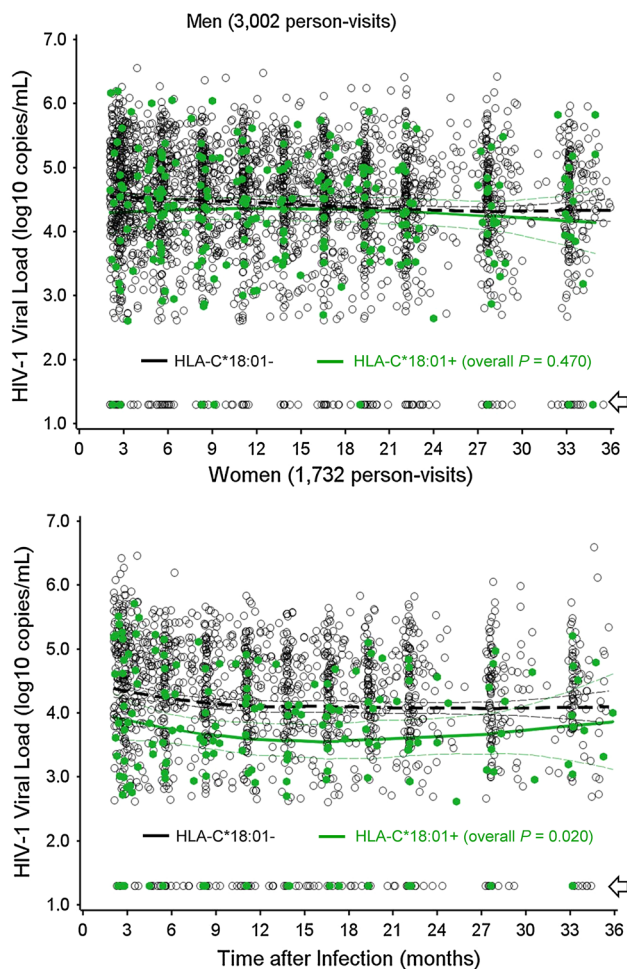 Men (3,002 person-visits)
HIV-1 Viral Load (log10 copies/mL)
7.0
6.0
5.0
4.0
3.0
2.0
1.0
HLA-C*18:01-
HLA-C*18:01+ (overall P = 0.470)
0 3 6 9 12 15 18 21 24 27 30 33 36
Women (1,732 person-visits)
HIV-1 Viral Load (log10 copies/mL)
7.0
6.0
5.0
4.0
3.0
2.0
1.0
HLA-C*18:01-
HLA-C*18:01+ (overall P = 0.020)
0 3 6 9 12 15 18 21 24 27 30 33 36
Time after Infection (months)